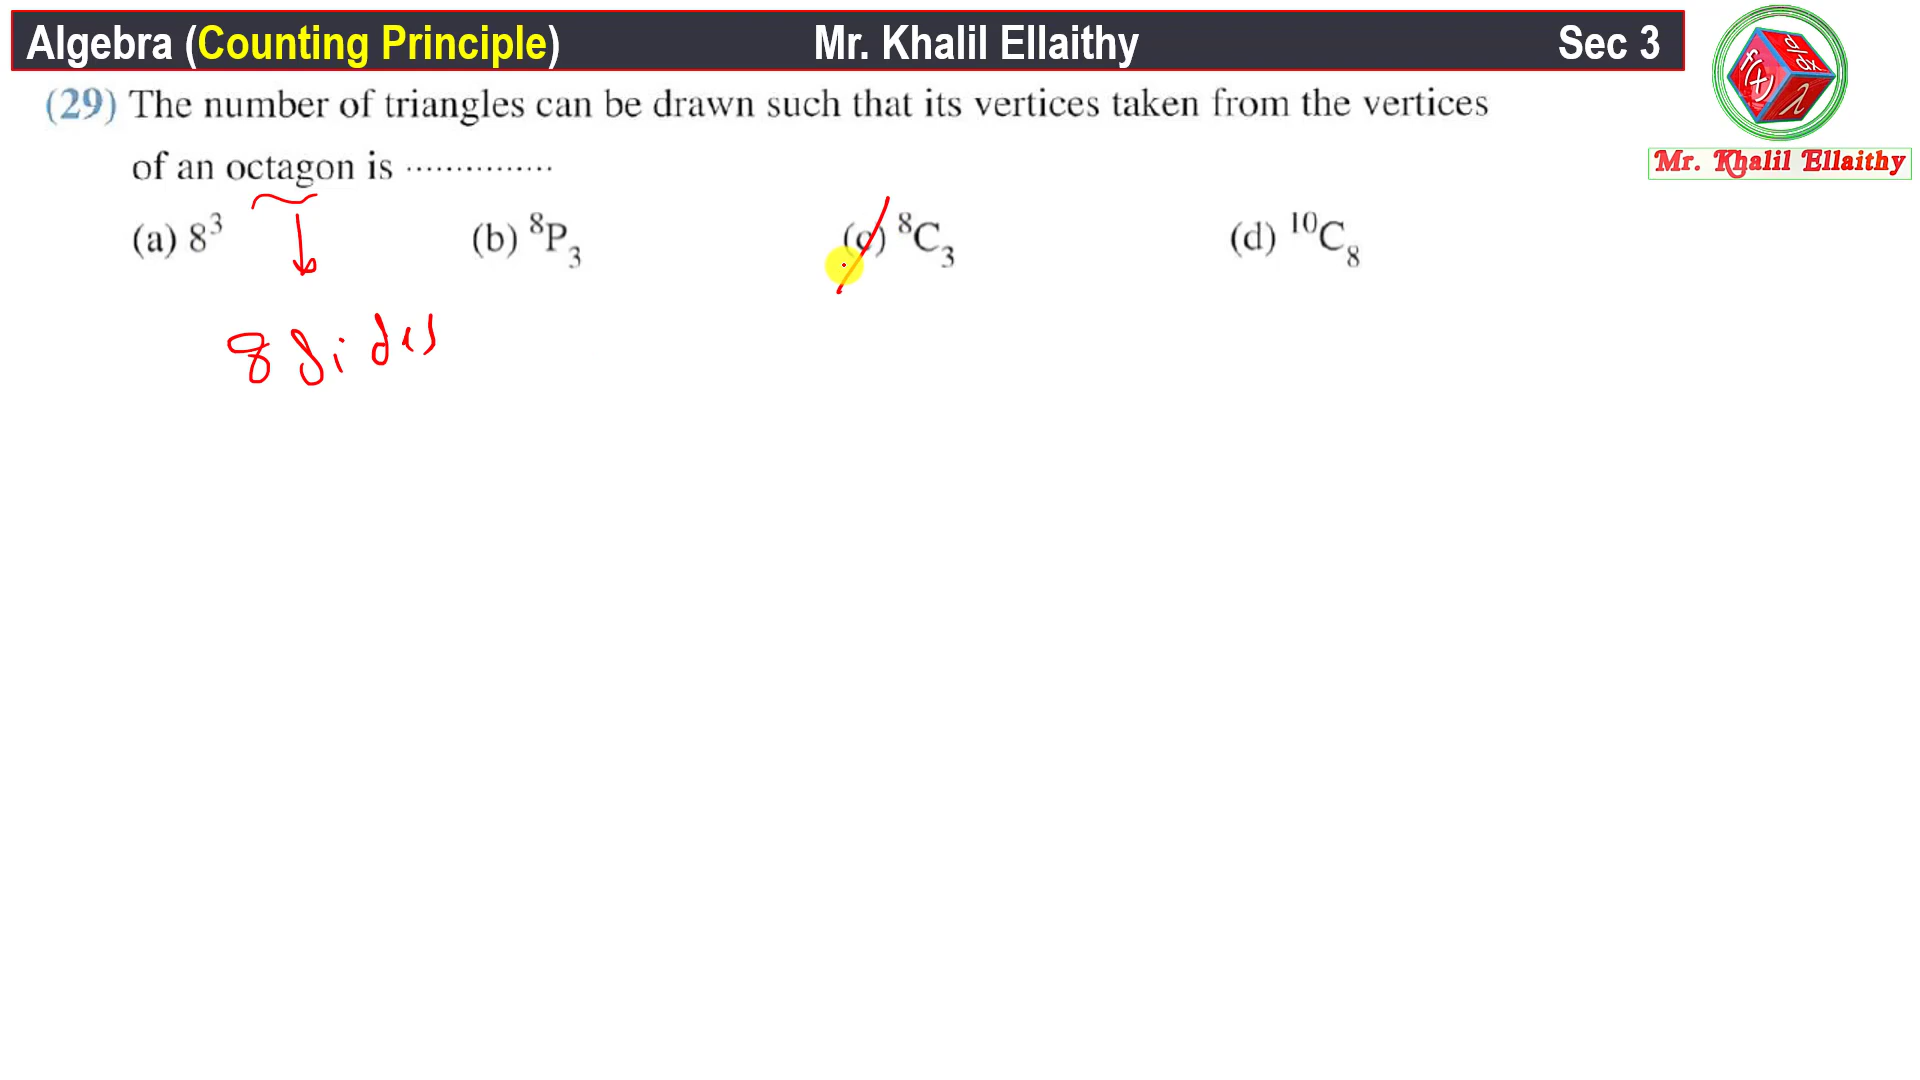 Algebra (Counting Principle) Mr. Khalil Ellaithy Sec 3
f(x) d/dx λ
Mr. Khalil Ellaithy
(29) The number of triangles can be drawn such that its vertices taken from the vertices
of an octagon is ...............
(a) 8³ (b) ⁸P₃ (c) ⁸C₃ (d) ¹⁰C₈
8 sides